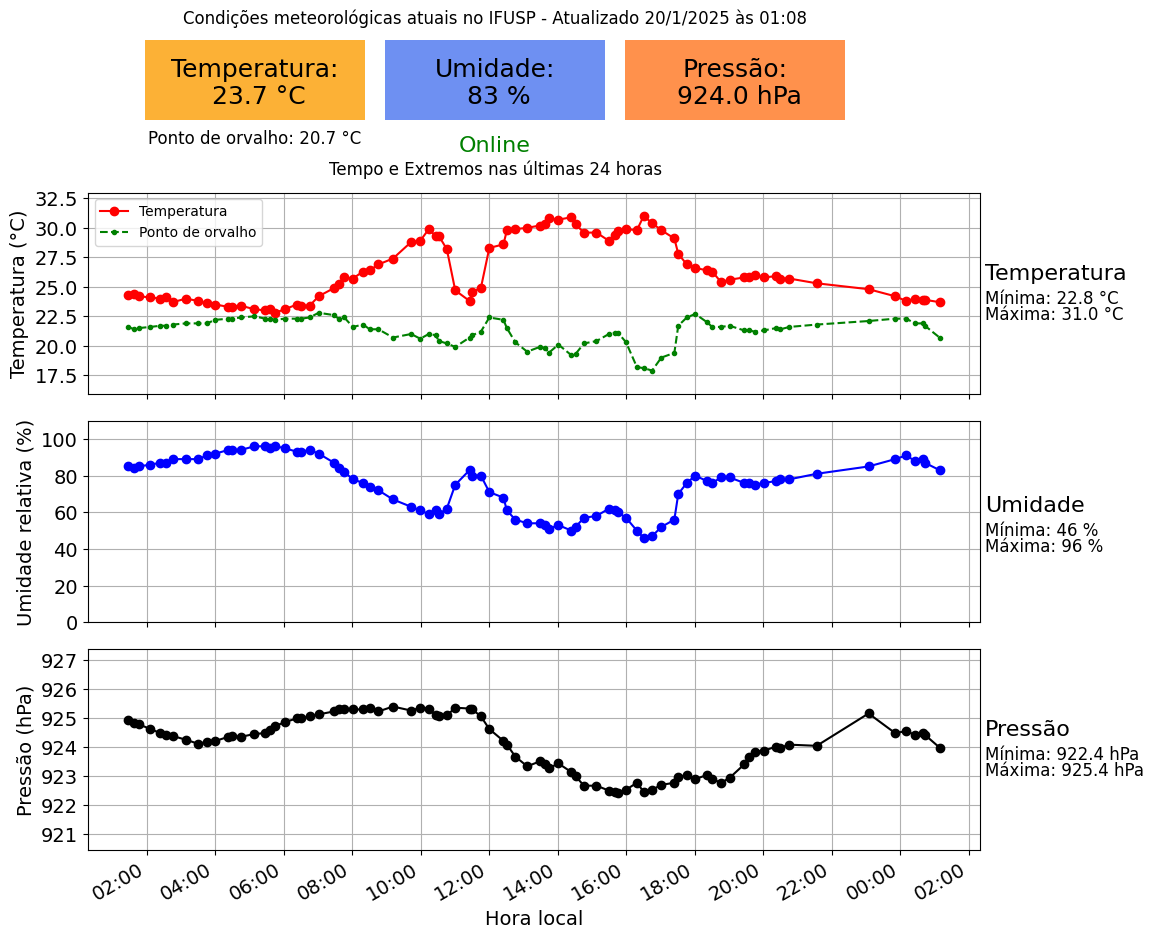 Condições meteorológicas atuais no IFUSP - Atualizado 20/1/2025 às 01:08
Temperatura:
23.7 °C
Umidade:
83 %
Pressão:
924.0 hPa
Ponto de orvalho: 20.7 °C
Online
Tempo e Extremos nas últimas 24 horas
Temperatura (°C)
32.5
30.0
27.5
25.0
22.5
20.0
17.5
Temperatura
Ponto de orvalho
Temperatura
Mínima: 22.8 °C
Máxima: 31.0 °C
Umidade relativa (%)
100
80
60
40
20
0
Umidade
Mínima: 46 %
Máxima: 96 %
Pressão (hPa)
927
926
925
924
923
922
921
Pressão
Mínima: 922.4 hPa
Máxima: 925.4 hPa
02:00 04:00 06:00 08:00 10:00 12:00 14:00 16:00 18:00 20:00 22:00 00:00 02:00
Hora local